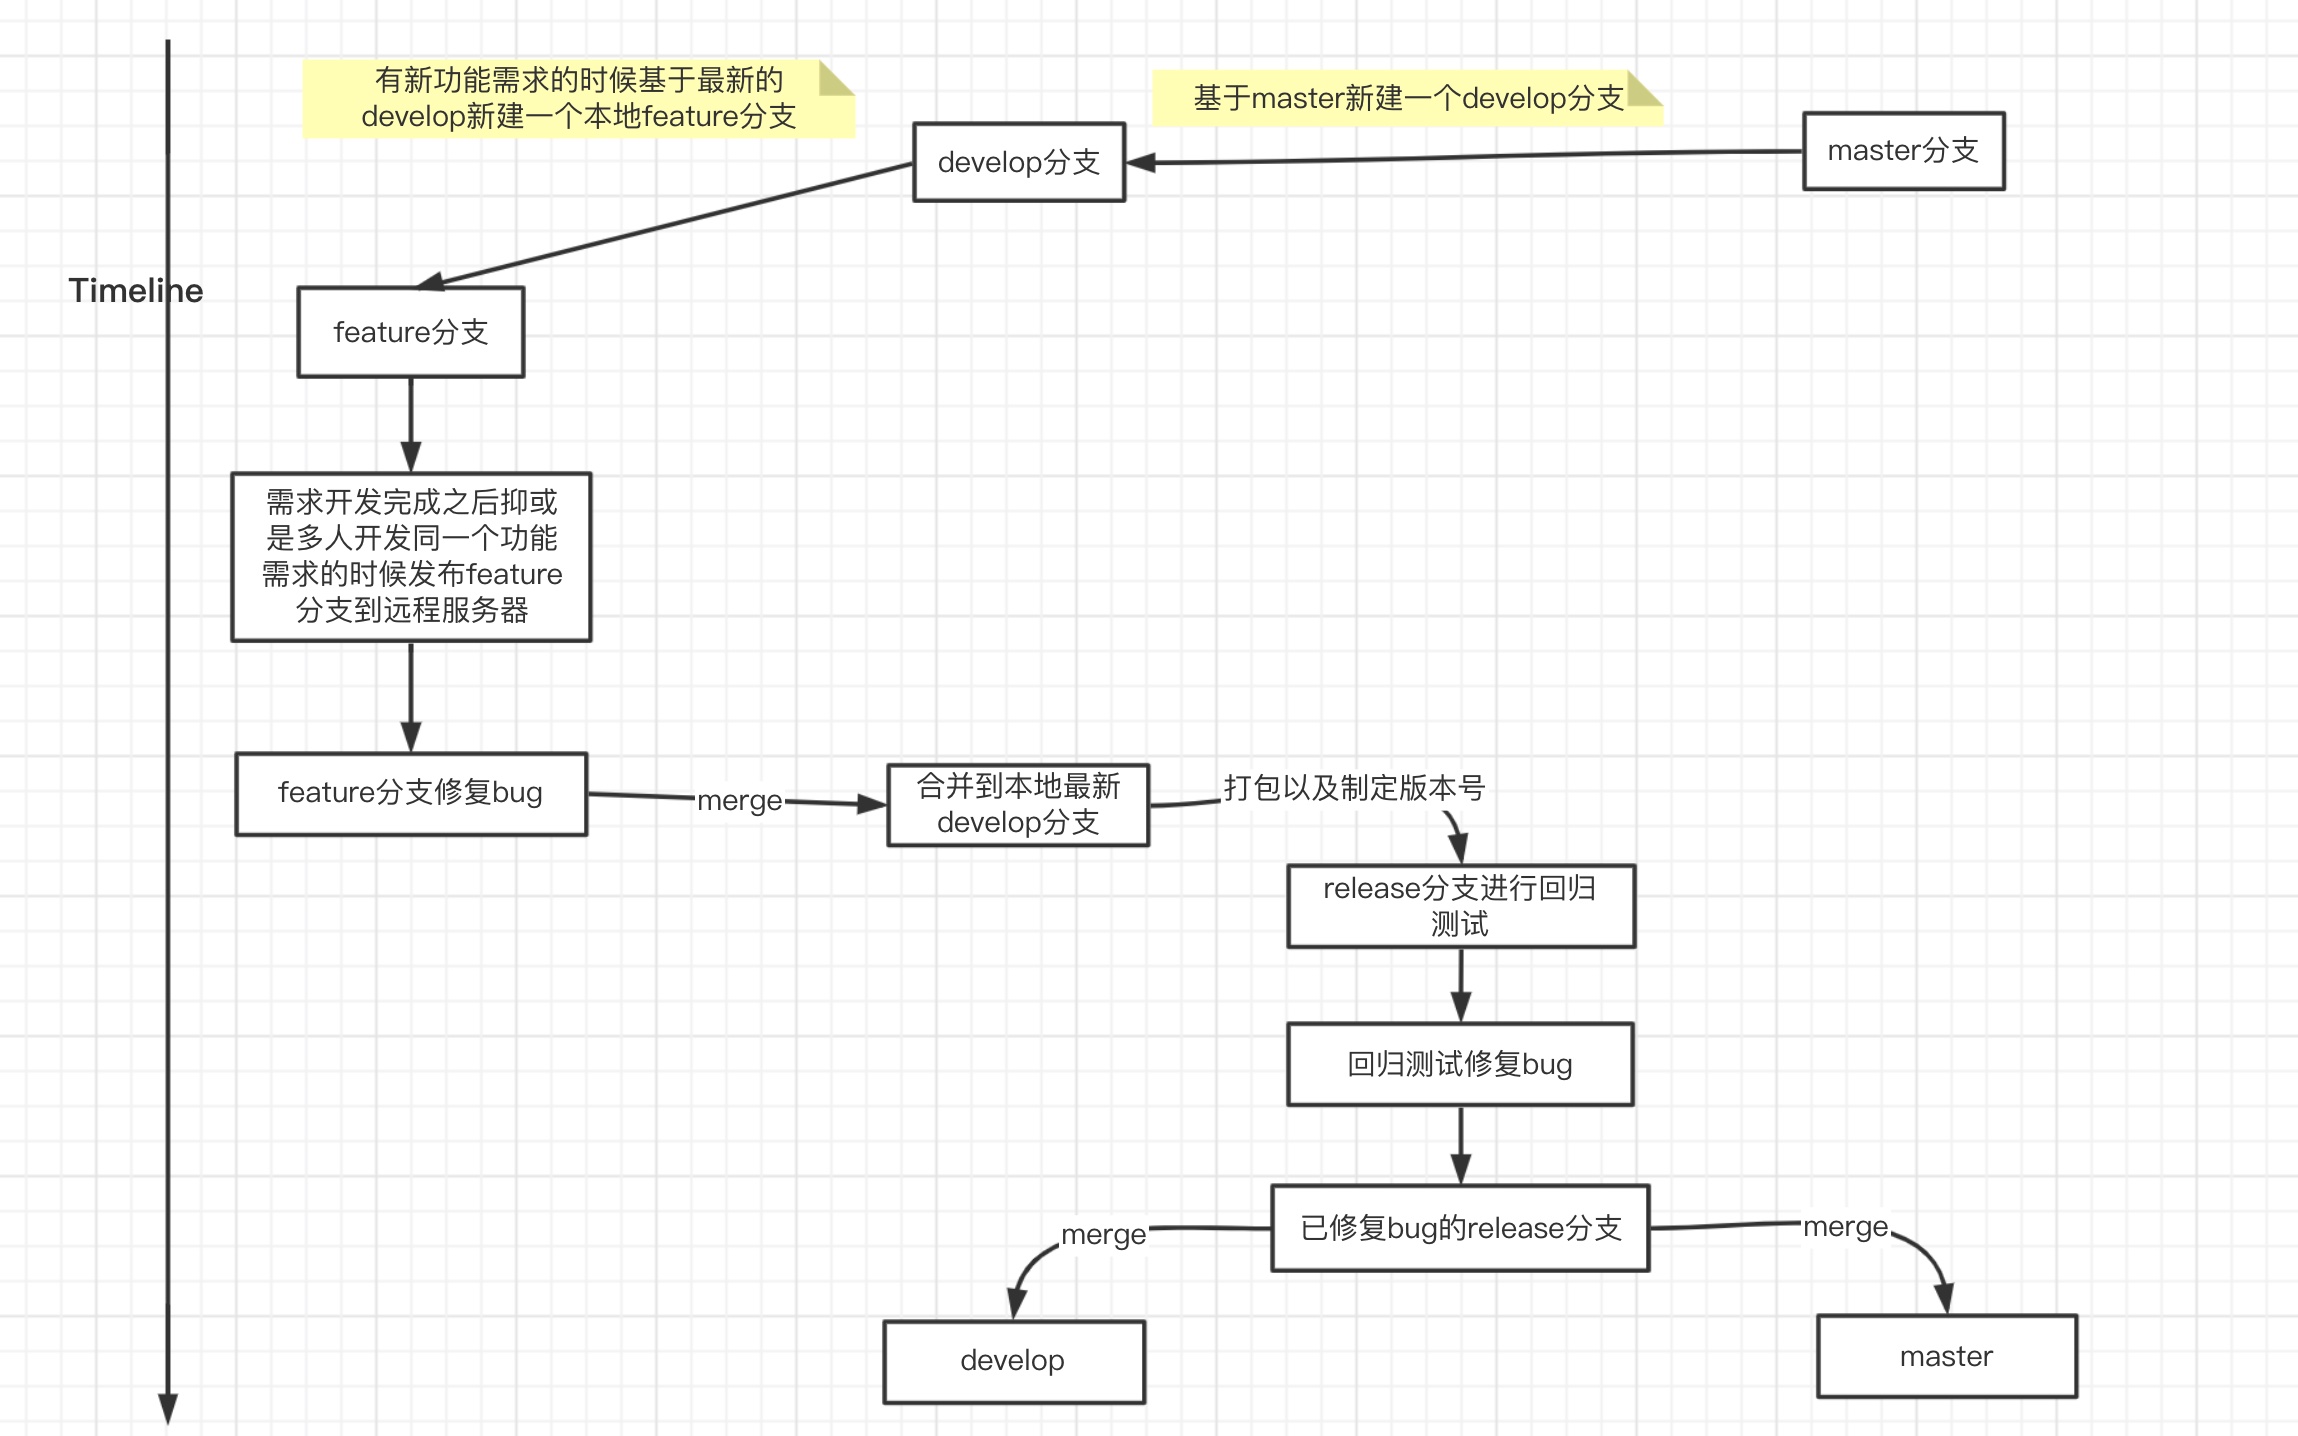 有新功能需求的时候基于最新的
develop新建一个本地feature分支
基于master新建一个develop分支
develop分支
master分支
Timeline
feature分支
需求开发完成之后抑或
是多人开发同一个功能
需求的时候发布feature
分支到远程服务器
feature分支修复bug
merge
合并到本地最新
develop分支
打包以及制定版本号
release分支进行回归
测试
回归测试修复bug
已修复bug的release分支
merge
merge
develop
master